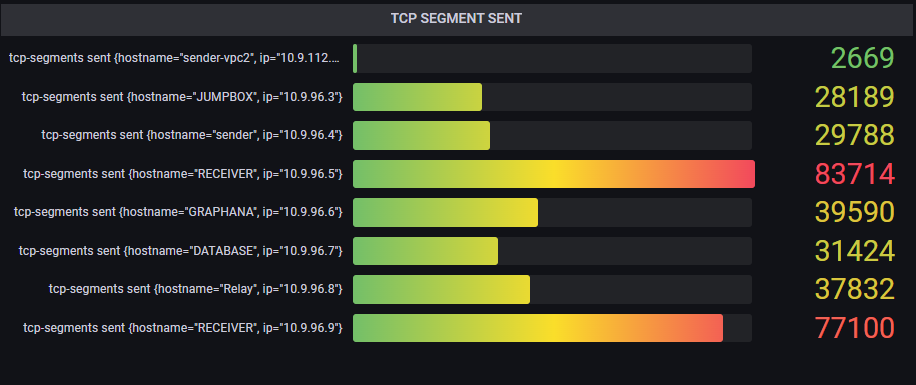 TCP SEGMENT SENT
tcp-segments sent {hostname="sender-vpc2", ip="10.9.112.... 2669
tcp-segments sent {hostname="JUMPBOX", ip="10.9.96.3"} 28189
tcp-segments sent {hostname="sender", ip="10.9.96.4"} 29788
tcp-segments sent {hostname="RECEIVER", ip="10.9.96.5"} 83714
tcp-segments sent {hostname="GRAPHANA", ip="10.9.96.6"} 39590
tcp-segments sent {hostname="DATABASE", ip="10.9.96.7"} 31424
tcp-segments sent {hostname="Relay", ip="10.9.96.8"} 37832
tcp-segments sent {hostname="RECEIVER", ip="10.9.96.9"} 77100